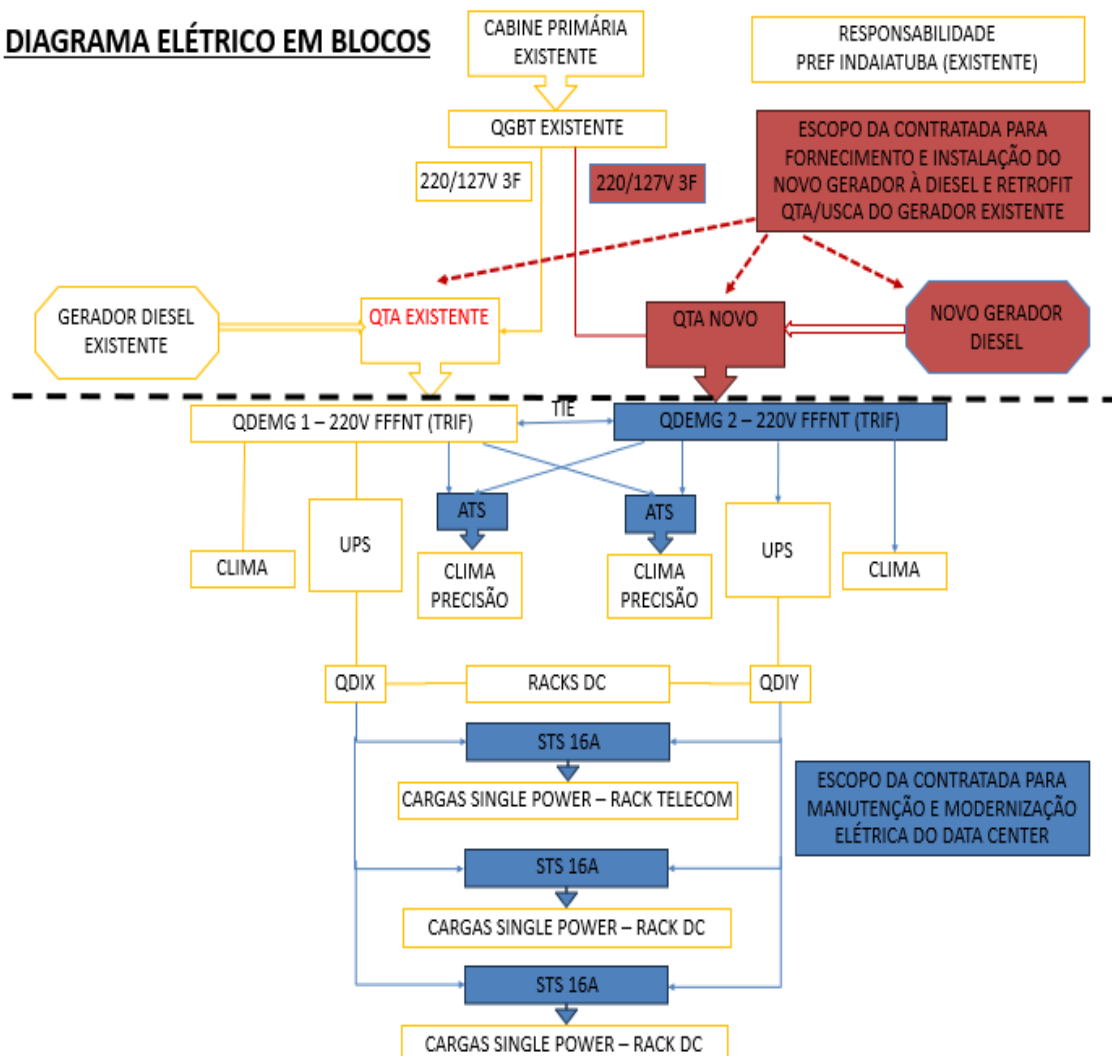 DIAGRAMA ELÉTRICO EM BLOCOS
CABINE PRIMÁRIA
EXISTENTE
RESPONSABILIDADE
PREF INDAIATUBA (EXISTENTE)
QGBT EXISTENTE
ESCOPO DA CONTRATADA PARA
FORNECIMENTO E INSTALAÇÃO DO
NOVO GERADOR À DIESEL E RETROFIT
QTA/USCA DO GERADOR EXISTENTE
220/127V 3F
220/127V 3F
GERADOR DIESEL
EXISTENTE
QTA EXISTENTE
QTA NOVO
NOVO GERADOR
DIESEL
QDEMG 1 – 220V FFFNT (TRIF)
TIE
QDEMG 2 – 220V FFFNT (TRIF)
CLIMA
UPS
ATS
CLIMA
PRECISÃO
ATS
CLIMA
PRECISÃO
UPS
CLIMA
QDIX
RACKS DC
QDIY
STS 16A
CARGAS SINGLE POWER – RACK TELECOM
ESCOPO DA CONTRATADA PARA
MANUTENÇÃO E MODERNIZAÇÃO
ELÉTRICA DO DATA CENTER
STS 16A
CARGAS SINGLE POWER – RACK DC
STS 16A
CARGAS SINGLE POWER – RACK DC